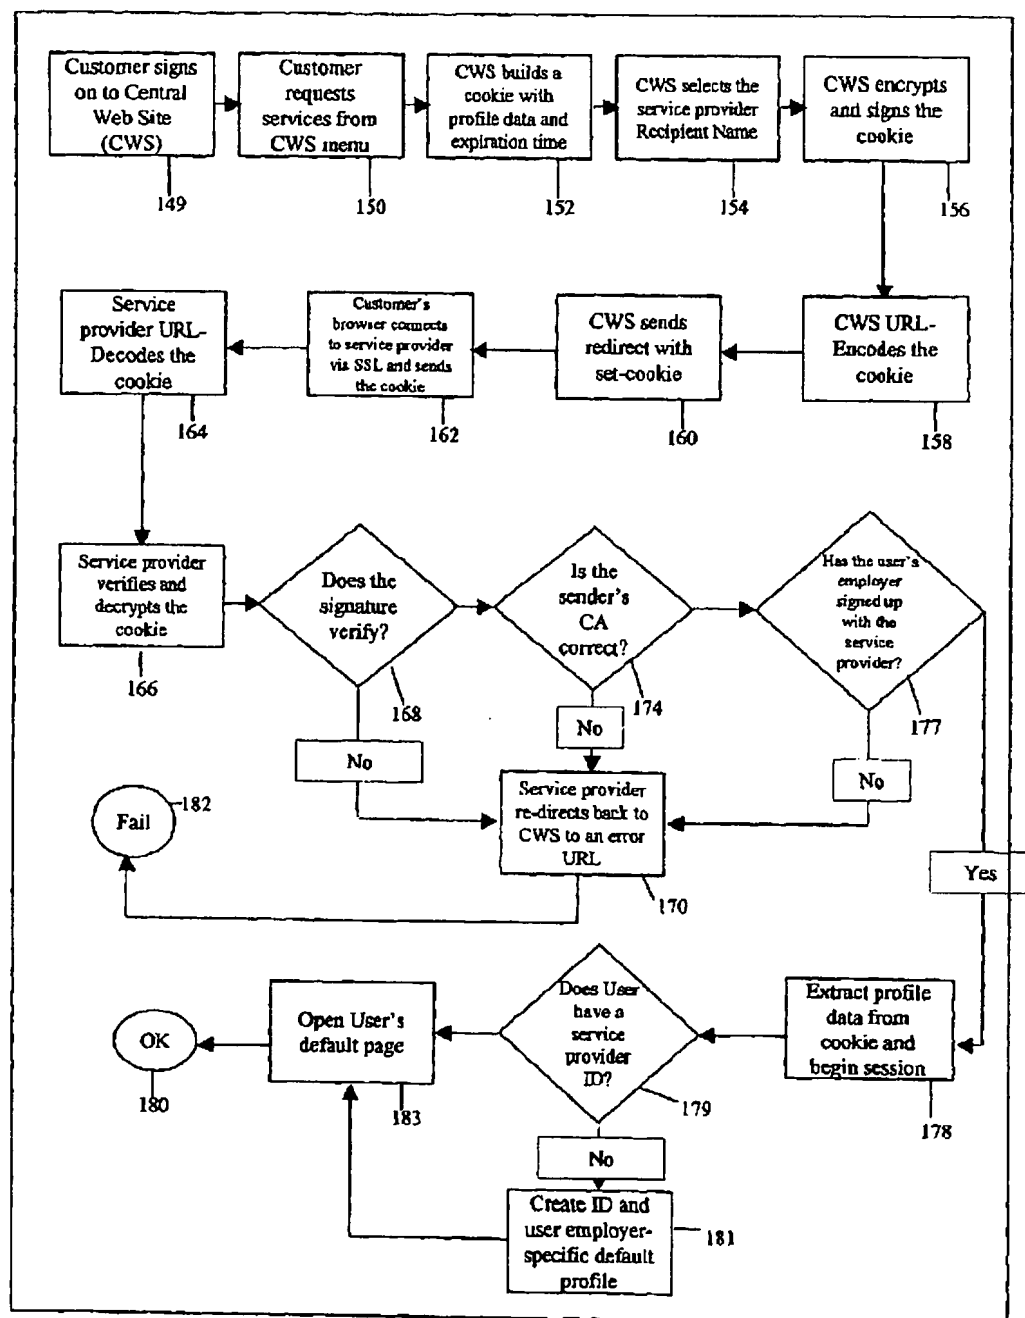 Customer signs
on to Central
Web Site
(CWS)
149
Customer
requests
services from
CWS menu
150
CWS builds a
cookie with
profile data and
expiration time
152
CWS selects the
service provider
Recipient Name
154
CWS encrypts
and signs the
cookie
156
CWS URL-
Encodes the
cookie
158
CWS sends
redirect with
set-cookie
160
Customer's
browser connects
to service provider
via SSL and sends
the cookie
162
Service
provider URL-
Decodes the
cookie
164
Service provider
verifies and
decrypts the
cookie
166
Does the
signature
verify?
168
No
Is the
sender's
CA
correct?
174
No
Has the user's
employer
signed up
with the
service
provider?
177
No
Yes
Service provider
re-directs back to
CWS to an error
URL
170
Fail
182
Extract profile
data from
cookie and
begin session
178
Does User
have a
service
provider
ID?
179
No
Create ID and
user employer-
specific default
profile
181
Open User's
default page
183
OK
180